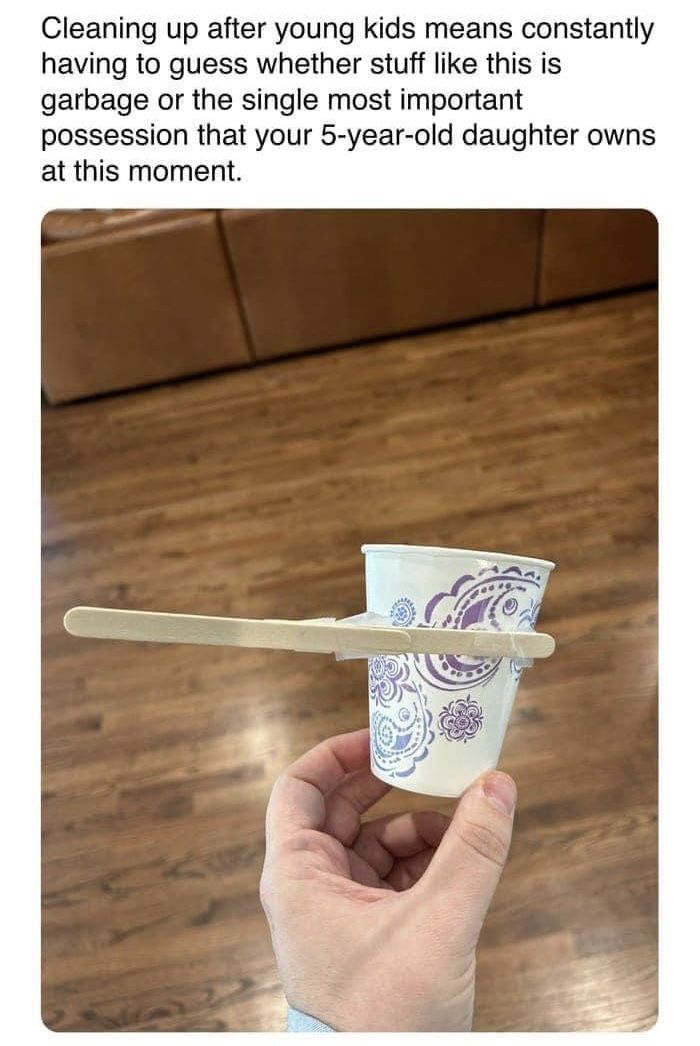 Cleaning up after young kids means constantly
having to guess whether stuff like this is
garbage or the single most important
possession that your 5-year-old daughter owns
at this moment.